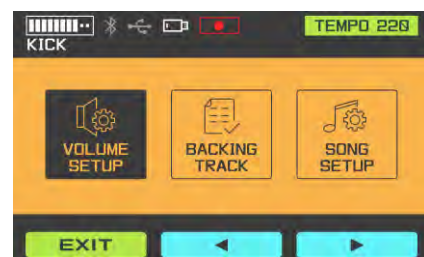 TEMPO 220
KICK
VOLUME
SETUP
BACKING
TRACK
SONG
SETUP
EXIT